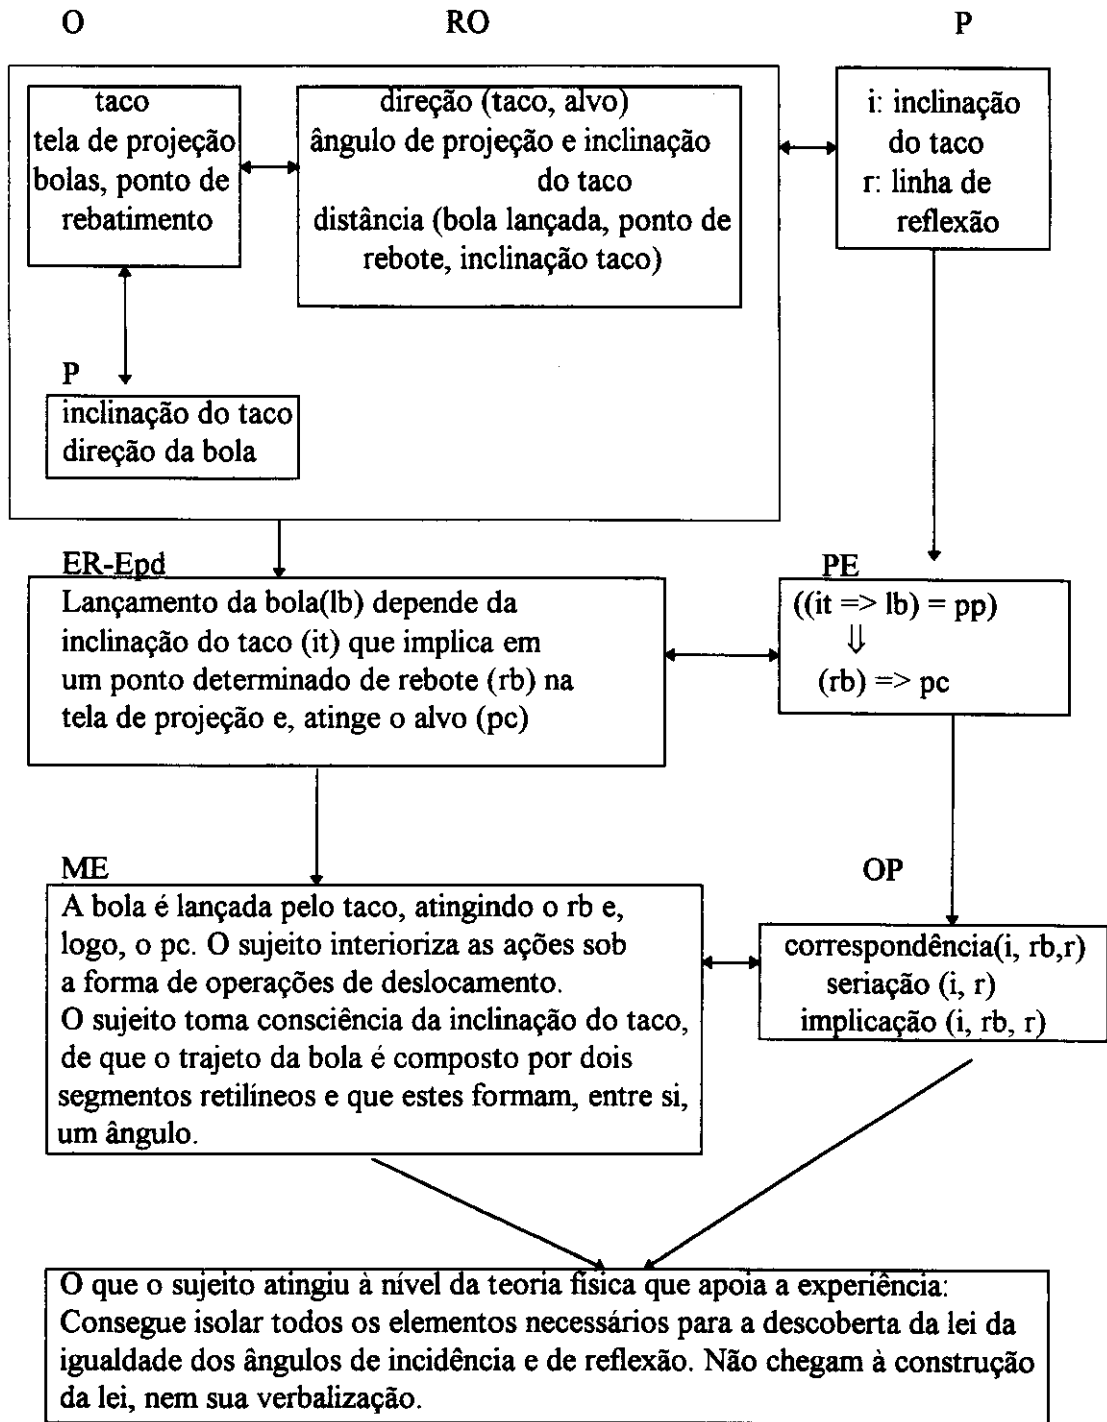 O
RO
P
taco
tela de projeção
bolas, ponto de
rebatimento
direção (taco, alvo)
ângulo de projeção e inclinação
do taco
distância (bola lançada, ponto de
rebote, inclinação taco)
i: inclinação
do taco
r: linha de
reflexão
P
inclinação do taco
direção da bola
ER-Epd
Lançamento da bola(lb) depende da
inclinação do taco (it) que implica em
um ponto determinado de rebote (rb) na
tela de projeção e, atinge o alvo (pc)
PE
((it => lb) = pp)
⇓
(rb) => pc
ME
A bola é lançada pelo taco, atingindo o rb e,
logo, o pc. O sujeito interioriza as ações sob
a forma de operações de deslocamento.
O sujeito toma consciência da inclinação do taco,
de que o trajeto da bola é composto por dois
segmentos retilíneos e que estes formam, entre si,
um ângulo.
OP
correspondência(i, rb,r)
seriação (i, r)
implicação (i, rb, r)
O que o sujeito atingiu à nível da teoria física que apoia a experiência:
Consegue isolar todos os elementos necessários para a descoberta da lei da
igualdade dos ângulos de incidência e de reflexão. Não chegam à construção
da lei, nem sua verbalização.